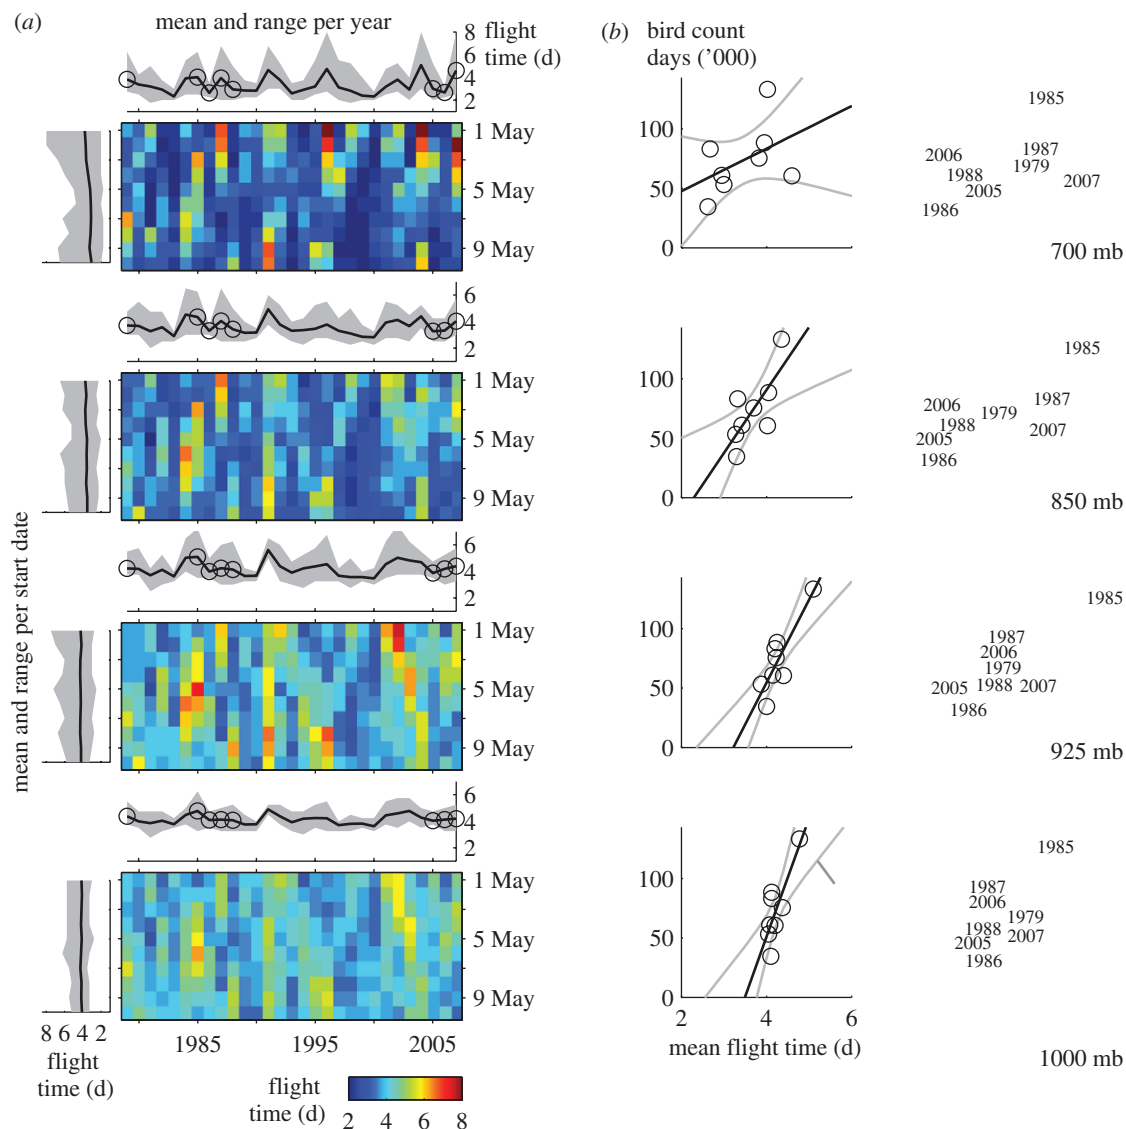 (a)
mean and range per year
flight
time (d)
8
6
4
2
1 May
5 May
9 May
6
4
2
1 May
5 May
9 May
6
4
2
1 May
5 May
9 May
6
4
2
1 May
5 May
9 May
mean and range per start date
8 6 4 2
flight
time (d)
1985 1995 2005
flight
time (d)
2 4 6 8
(b)
bird count
days ('000)
100
50
0
1985
1987
2006
1979
1988
2007
2005
1986
700 mb
100
50
0
1985
1987
2006
1979
1988
2007
2005
1986
850 mb
100
50
0
1985
1987
2006
1979
2005 1988 2007
1986
925 mb
100
50
0
1985
1987
2006
1979
1988
2007
2005
1986
2 4 6
mean flight time (d)
1000 mb